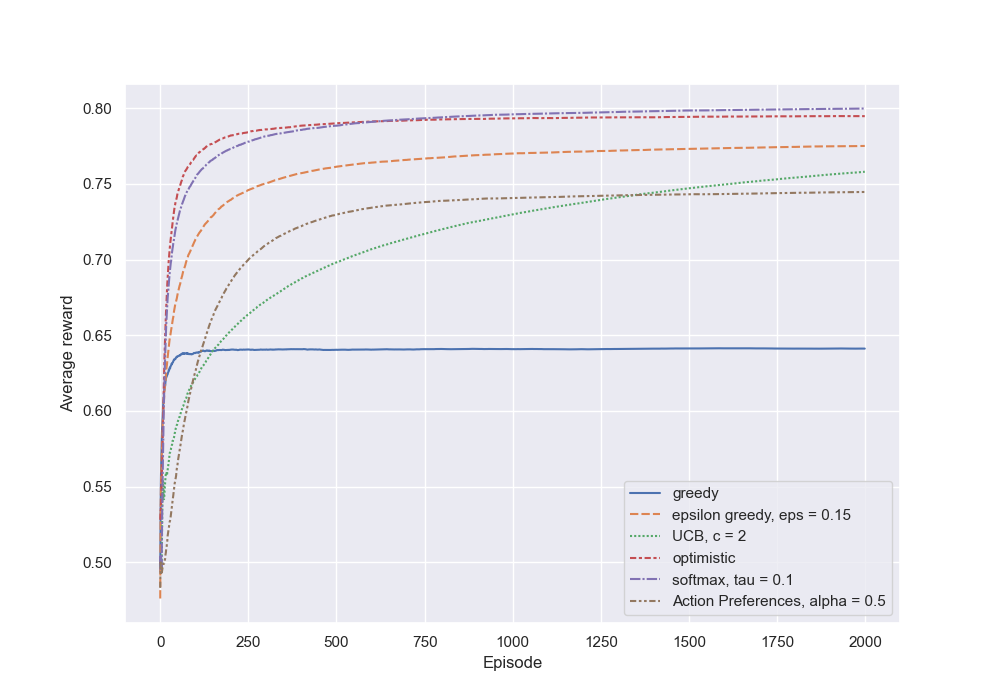 0.80
0.75
0.70
0.65
0.60
0.55
0.50
Average reward
greedy
epsilon greedy, eps = 0.15
UCB, c = 2
optimistic
softmax, tau = 0.1
Action Preferences, alpha = 0.5
0 250 500 750 1000 1250 1500 1750 2000
Episode